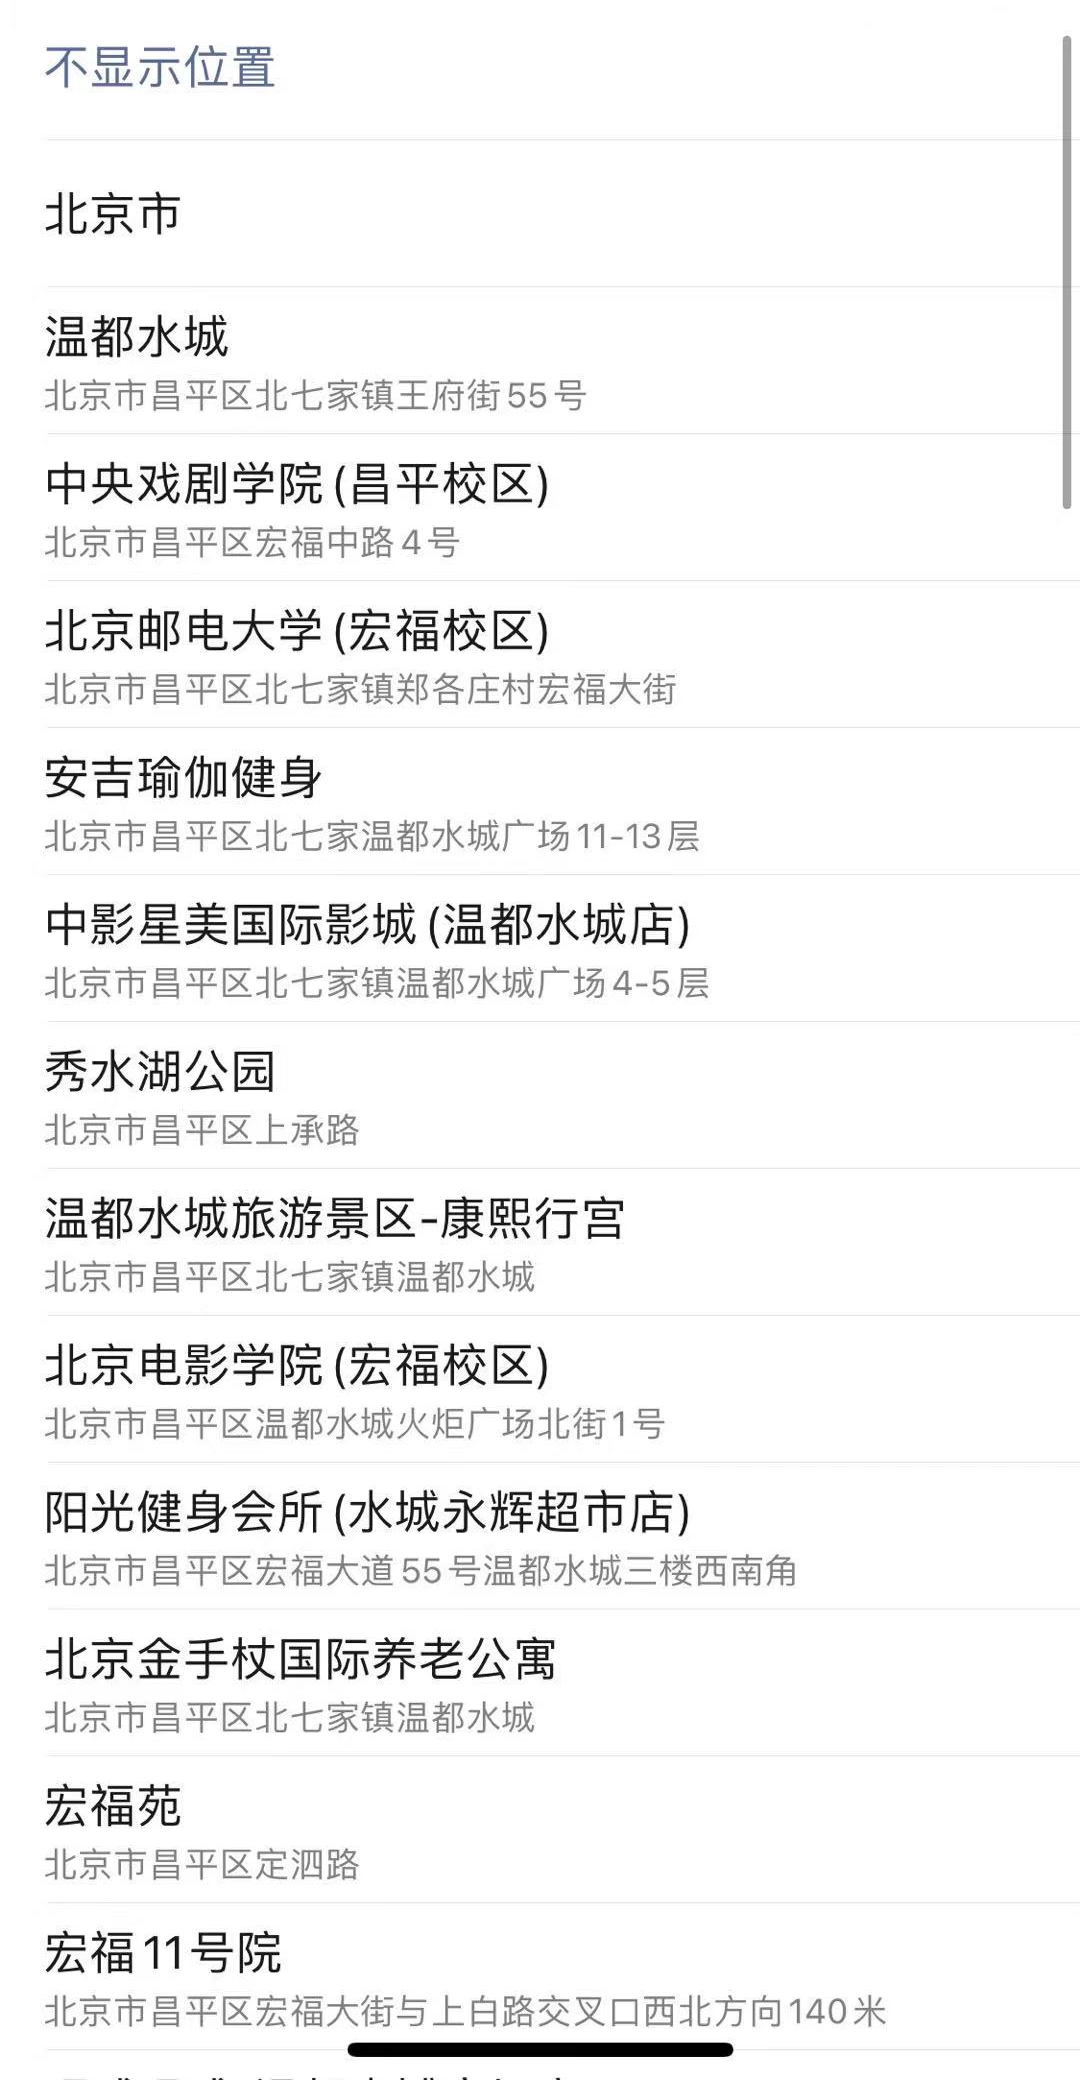 不显示位置
北京市
温都水城
北京市昌平区北七家镇王府街55号
中央戏剧学院(昌平校区)
北京市昌平区宏福中路4号
北京邮电大学(宏福校区)
北京市昌平区北七家镇郑各庄村宏福大街
安吉瑜伽健身
北京市昌平区北七家温都水城广场11-13层
中影星美国际影城(温都水城店)
北京市昌平区北七家镇温都水城广场4-5层
秀水湖公园
北京市昌平区上承路
温都水城旅游景区-康熙行宫
北京市昌平区北七家镇温都水城
北京电影学院(宏福校区)
北京市昌平区温都水城火炬广场北街1号
阳光健身会所(水城永辉超市店)
北京市昌平区宏福大道55号温都水城三楼西南角
北京金手杖国际养老公寓
北京市昌平区北七家镇温都水城
宏福苑
北京市昌平区定泗路
宏福11号院
北京市昌平区宏福大街与上白路交叉口西北方向140米